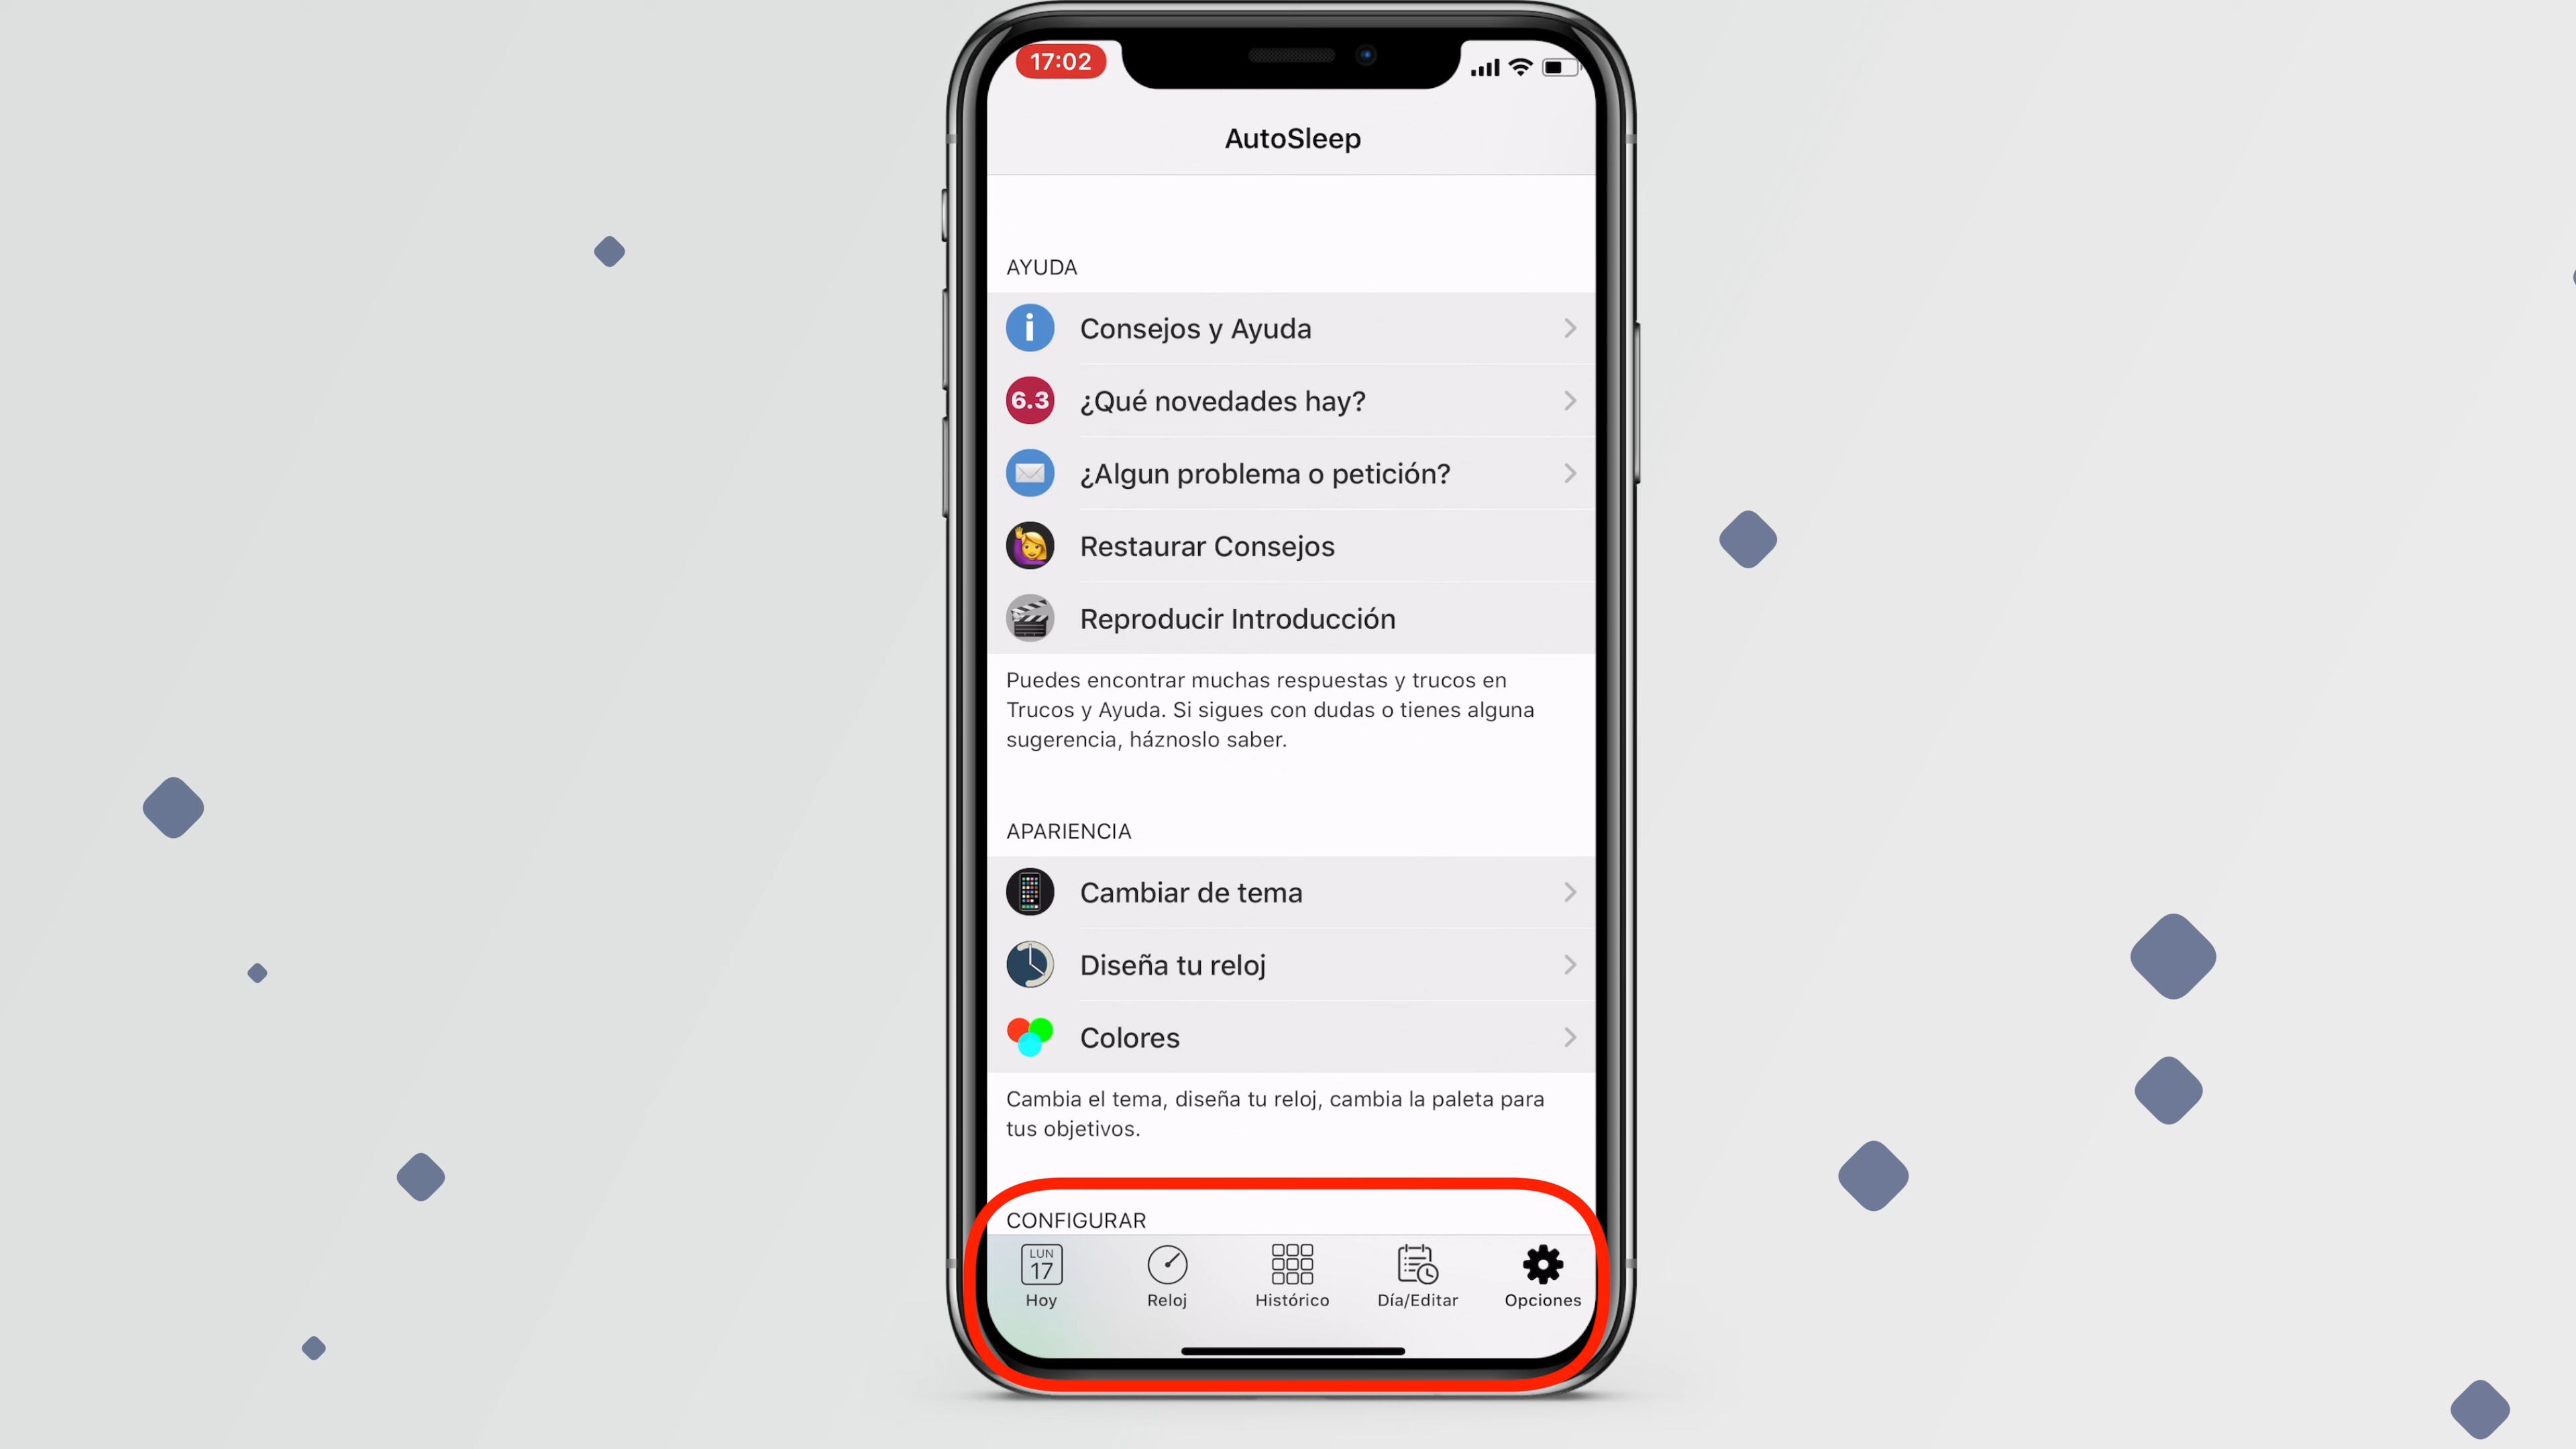 17:02
AutoSleep
AYUDA
Consejos y Ayuda
6.3
¿Qué novedades hay?
¿Algun problema o petición?
Restaurar Consejos
Reproducir Introducción
Puedes encontrar muchas respuestas y trucos en
Trucos y Ayuda. Si sigues con dudas o tienes alguna
sugerencia, háznoslo saber.
APARIENCIA
Cambiar de tema
Diseña tu reloj
Colores
Cambia el tema, diseña tu reloj, cambia la paleta para
tus objetivos.
CONFIGURAR
LUN
17
Hoy
Reloj
Histórico
Día/Editar
Opciones